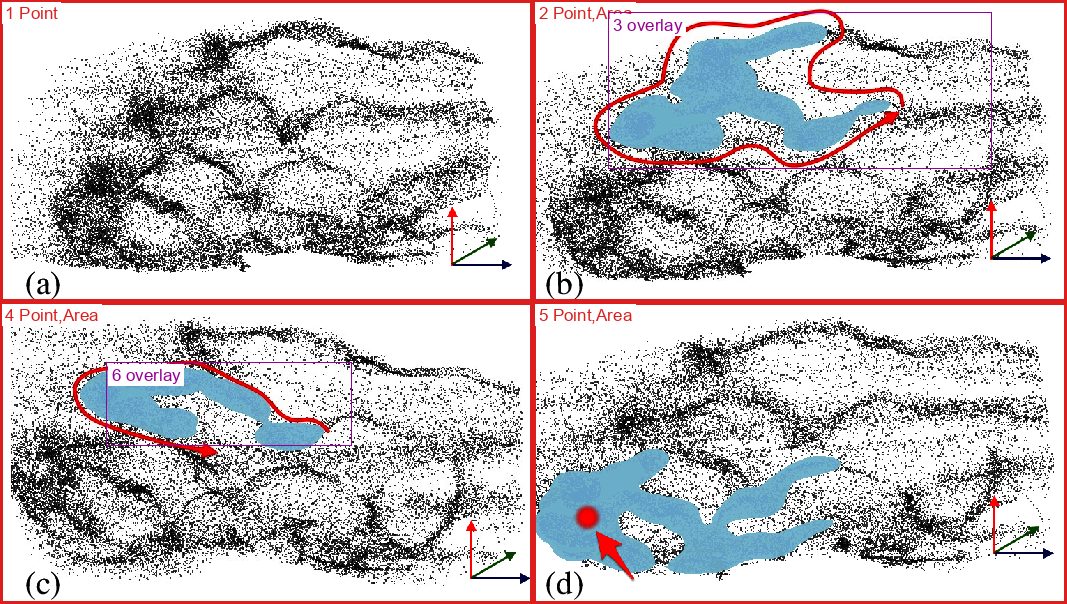 1 Point
2 Point,Area
3 overlay
(a)
(b)
4 Point,Area
5 Point,Area
6 overlay
(c)
(d)